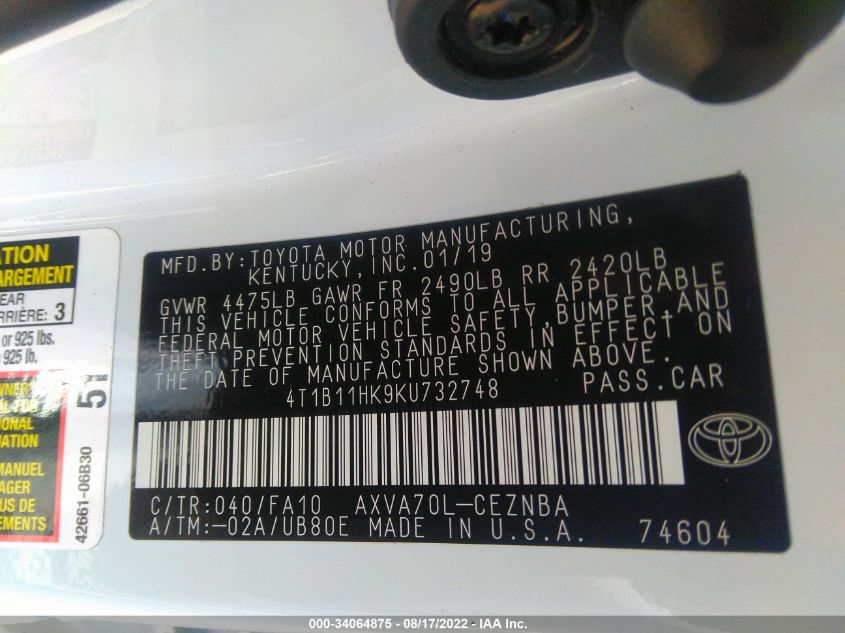 ATION
ARGEMENT
EAR
RRIÈRE: 3
or 925 lbs.
925 lb.
5
OWNER'S
ONAL
MATION
MANUEL
AGER
US DE
EMENTS
42661-06B30
MFD.BY:TOYOTA MOTOR MANUFACTURING,
KENTUCKY,INC.01/19
GVWR 4475LB GAWR FR 2490LB RR 2420LB
THIS VEHICLE CONFORMS TO ALL APPLICABLE
FEDERAL MOTOR VEHICLE SAFETY,BUMPER,AND
THEFT PREVENTION STANDARDS IN EFFECT ON
THE DATE OF MANUFACTURE SHOWN ABOVE.
4T1B11HK9KU732748 PASS.CAR
C/TR:040/FA10 AXVA70L-CEZNBA
A/TM:-02A/UB80E MADE IN U.S.A. 74604
000-34064875 - 08/17/2022 - IAA Inc.